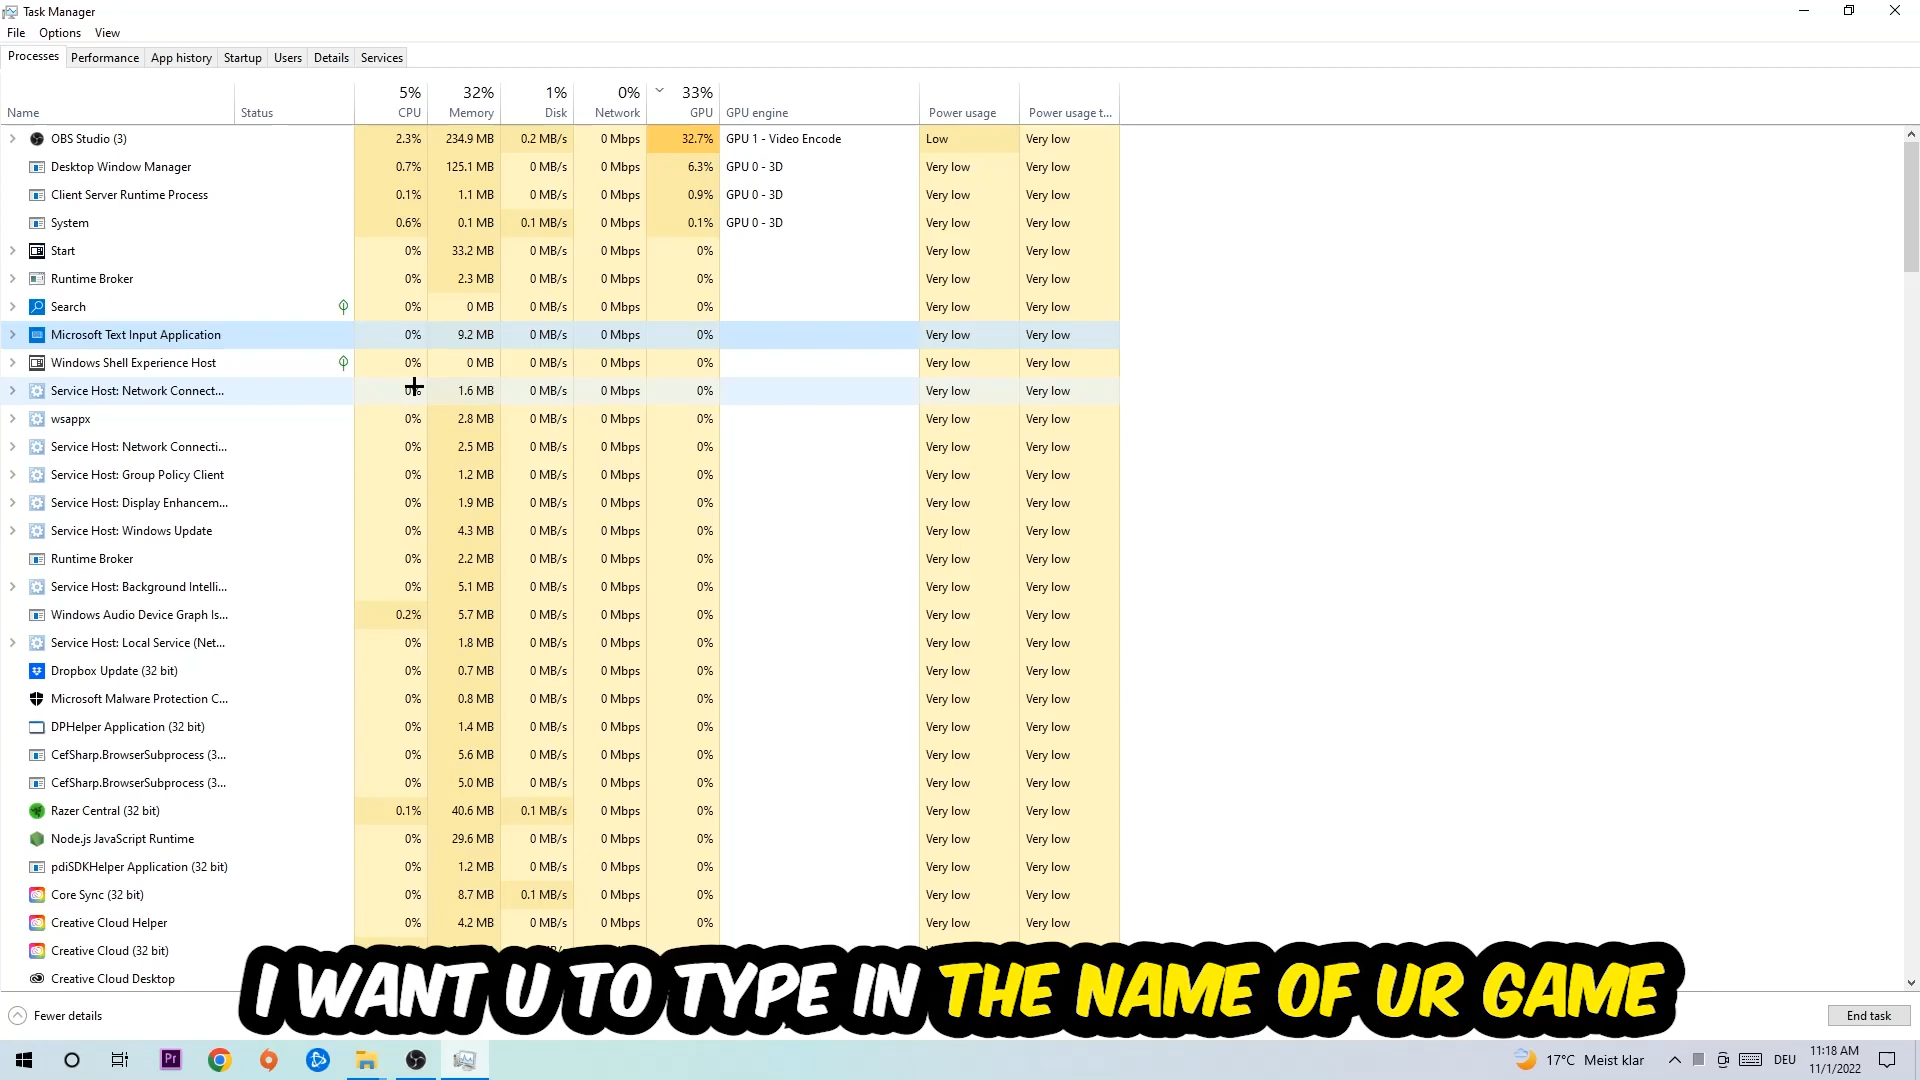 Task Manager
File Options View
Processes Performance App history Startup Users Details Services
5% 32% 1% 0% 33%
Name Status CPU Memory Disk Network GPU GPU engine Power usage Power usage t...
OBS Studio (3) 2.3% 234.9 MB 0.2 MB/s 0 Mbps 32.7% GPU 1 - Video Encode Low Very low
Desktop Window Manager 0.7% 125.1 MB 0 MB/s 0 Mbps 6.3% GPU 0 - 3D Very low Very low
Client Server Runtime Process 0.1% 1.1 MB 0 MB/s 0 Mbps 0.9% GPU 0 - 3D Very low Very low
System 0.6% 0.1 MB 0.1 MB/s 0 Mbps 0.1% GPU 0 - 3D Very low Very low
Start 0% 33.2 MB 0 MB/s 0 Mbps 0% Very low Very low
Runtime Broker 0% 2.3 MB 0 MB/s 0 Mbps 0% Very low Very low
Search 0% 0 MB 0 MB/s 0 Mbps 0% Very low Very low
Microsoft Text Input Application 0% 9.2 MB 0 MB/s 0 Mbps 0% Very low Very low
Windows Shell Experience Host 0% 0 MB 0 MB/s 0 Mbps 0% Very low Very low
Service Host: Network Connect... 0% 1.6 MB 0 MB/s 0 Mbps 0% Very low Very low
wsappx 0% 2.8 MB 0 MB/s 0 Mbps 0% Very low Very low
Service Host: Network Connecti... 0% 2.5 MB 0 MB/s 0 Mbps 0% Very low Very low
Service Host: Group Policy Client 0% 1.2 MB 0 MB/s 0 Mbps 0% Very low Very low
Service Host: Display Enhancem... 0% 1.9 MB 0 MB/s 0 Mbps 0% Very low Very low
Service Host: Windows Update 0% 4.3 MB 0 MB/s 0 Mbps 0% Very low Very low
Runtime Broker 0% 2.2 MB 0 MB/s 0 Mbps 0% Very low Very low
Service Host: Background Intelli... 0% 5.1 MB 0 MB/s 0 Mbps 0% Very low Very low
Windows Audio Device Graph Is... 0.2% 5.7 MB 0 MB/s 0 Mbps 0% Very low Very low
Service Host: Local Service (Net... 0% 1.8 MB 0 MB/s 0 Mbps 0% Very low Very low
Dropbox Update (32 bit) 0% 0.7 MB 0 MB/s 0 Mbps 0% Very low Very low
Microsoft Malware Protection C... 0% 0.8 MB 0 MB/s 0 Mbps 0% Very low Very low
DPHelper Application (32 bit) 0% 1.4 MB 0 MB/s 0 Mbps 0% Very low Very low
CefSharp.BrowserSubprocess (3... 0% 5.6 MB 0 MB/s 0 Mbps 0% Very low Very low
CefSharp.BrowserSubprocess (3... 0% 5.0 MB 0 MB/s 0 Mbps 0% Very low Very low
Razer Central (32 bit) 0.1% 40.6 MB 0.1 MB/s 0 Mbps 0% Very low Very low
Node.js JavaScript Runtime 0% 29.6 MB 0 MB/s 0 Mbps 0% Very low Very low
pdiSDKHelper Application (32 bit) 0% 1.2 MB 0 MB/s 0 Mbps 0% Very low Very low
Core Sync (32 bit) 0% 8.7 MB 0.1 MB/s 0 Mbps 0% Very low Very low
Creative Cloud Helper 0% 4.2 MB 0 MB/s 0 Mbps 0% Very low Very low
Creative Cloud (32 bit)
Creative Cloud Desktop
I WANT U TO TYPE IN THE NAME OF UR GAME
Fewer details End task
Pr 17°C Meist klar DEU 11:18 AM
11/1/2022